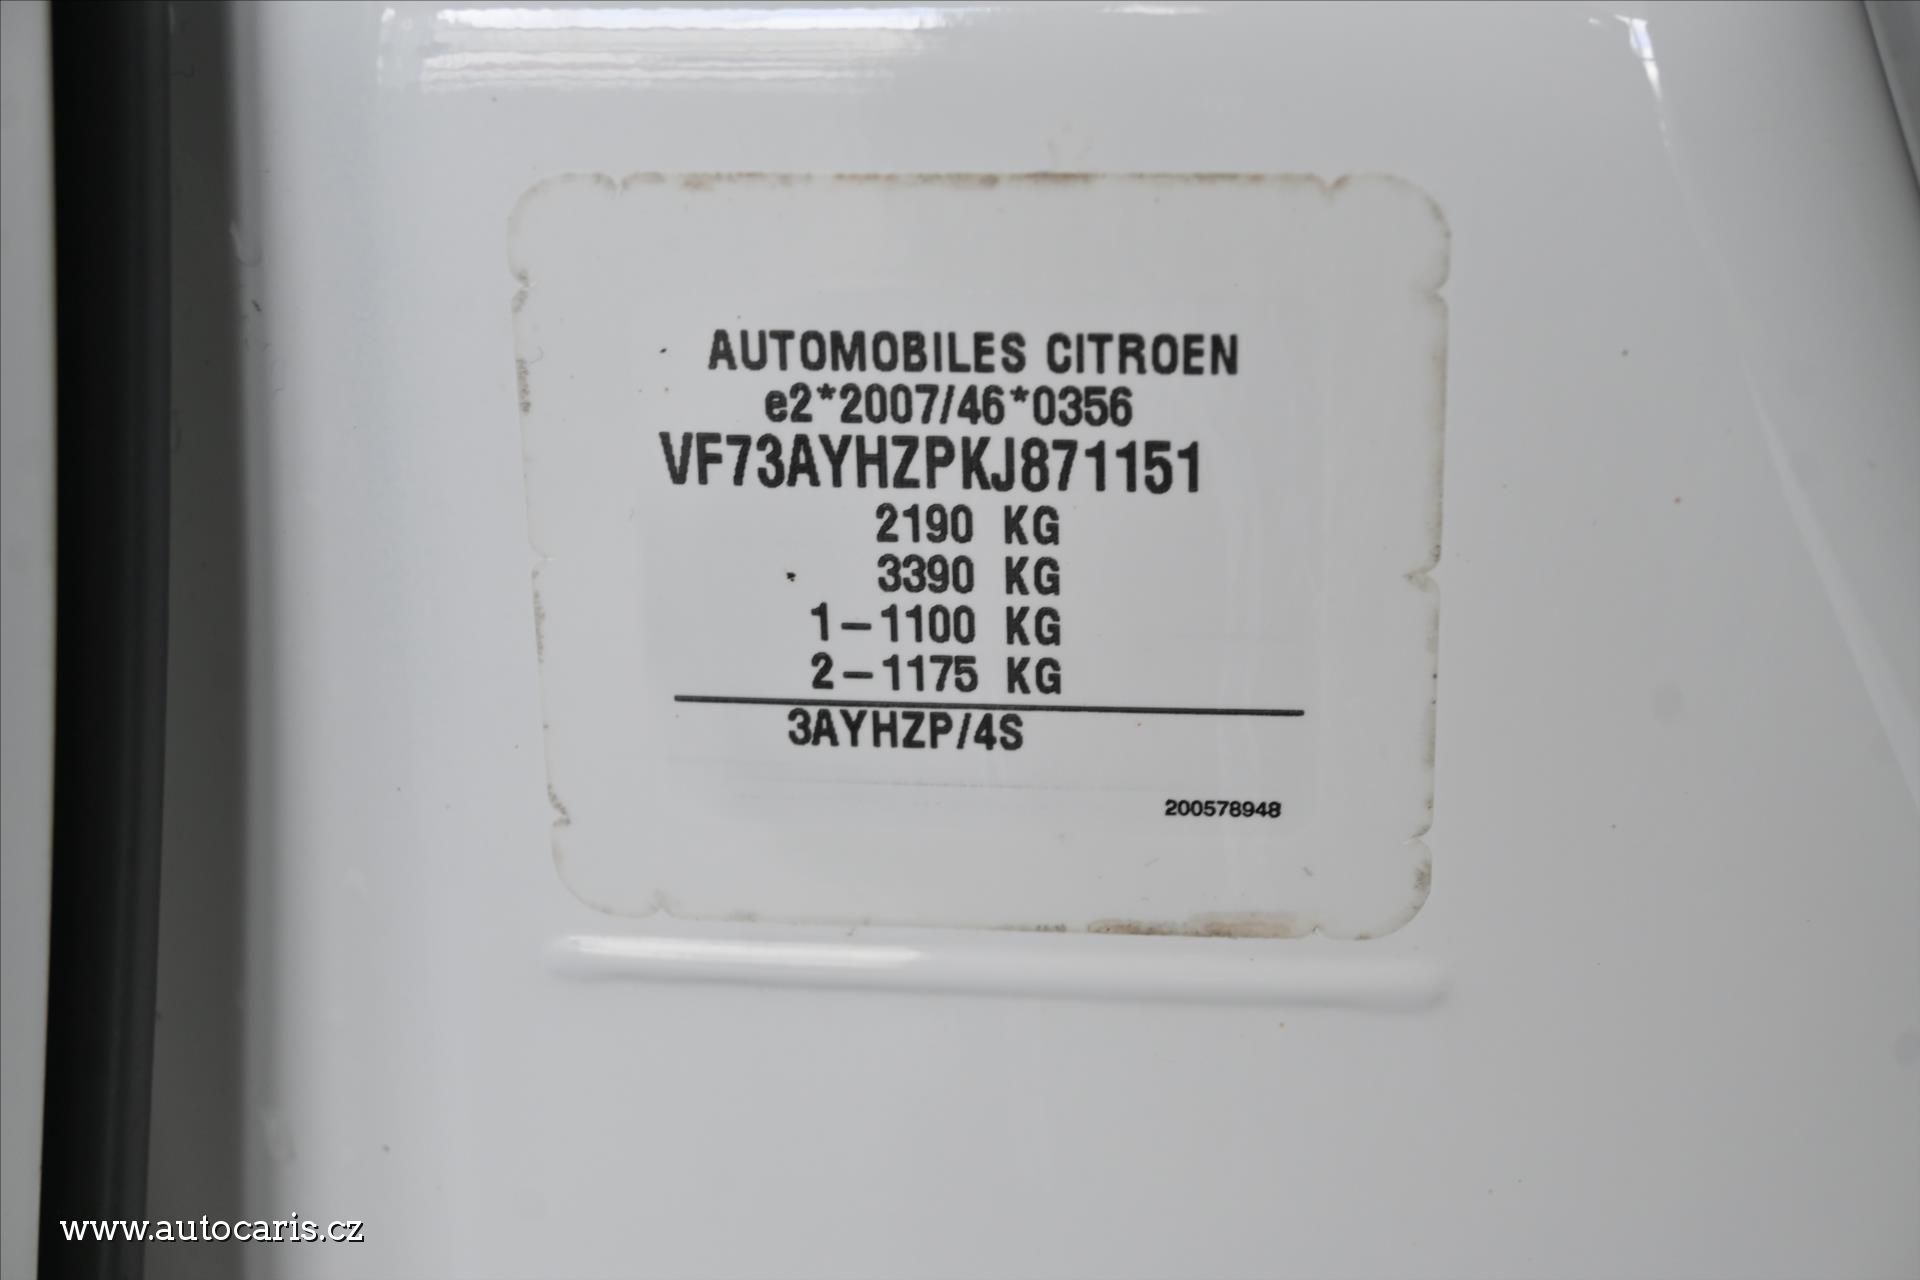 AUTOMOBILES CITROEN
e2*2007/46*0356
VF73AYHZPKJ871151
2190 KG
3390 KG
1-1100 KG
2-1175 KG
3AYHZP/4S
200578948
www.autocaris.cz